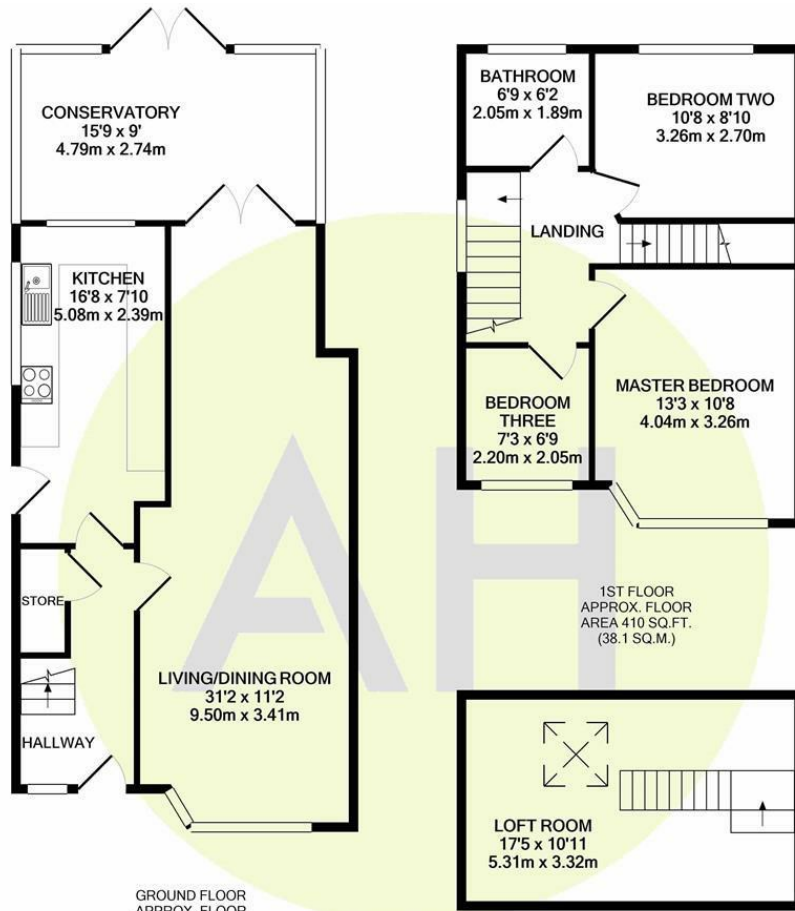 CONSERVATORY
15'9 x 9'
4.79m x 2.74m
KITCHEN
16'8 x 7'10
5.08m x 2.39m
STORE
LIVING/DINING ROOM
31'2 x 11'2
9.50m x 3.41m
HALLWAY
GROUND FLOOR
APPROX. FLOOR
BATHROOM
6'9 x 6'2
2.05m x 1.89m
BEDROOM TWO
10'8 x 8'10
3.26m x 2.70m
LANDING
BEDROOM
THREE
7'3 x 6'9
2.20m x 2.05m
MASTER BEDROOM
13'3 x 10'8
4.04m x 3.26m
1ST FLOOR
APPROX. FLOOR
AREA 410 SQ.FT.
(38.1 SQ.M.)
LOFT ROOM
17'5 x 10'11
5.31m x 3.32m
AH